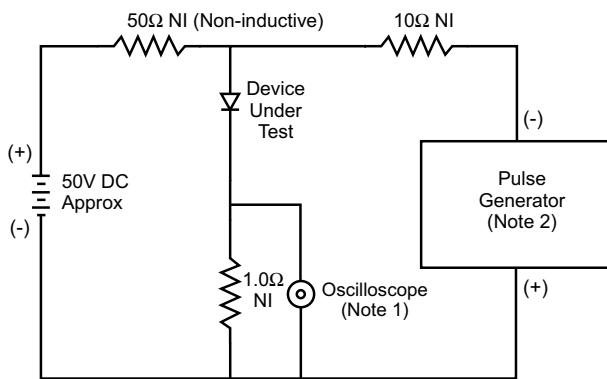 50Ω NI (Non-inductive)
10Ω NI
Device
Under
Test
(-)
(+)
50V DC
Approx
(-)
Pulse
Generator
(Note 2)
1.0Ω
NI
Oscilloscope
(Note 1)
(+)